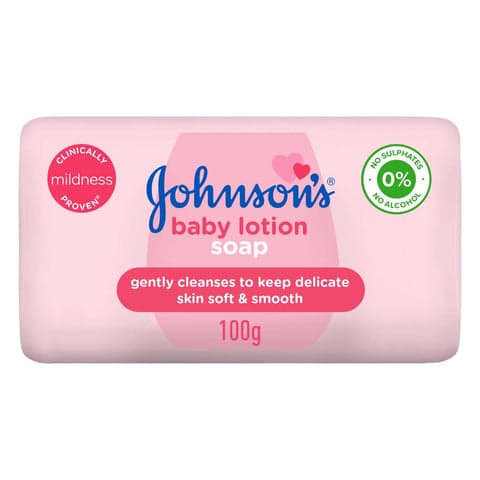 CLINICALLY
mildness
PROVEN®
Johnson's®
baby lotion
soap
NO SULPHATES
0%
NO ALCOHOL
gently cleanses to keep delicate
skin soft & smooth
100g